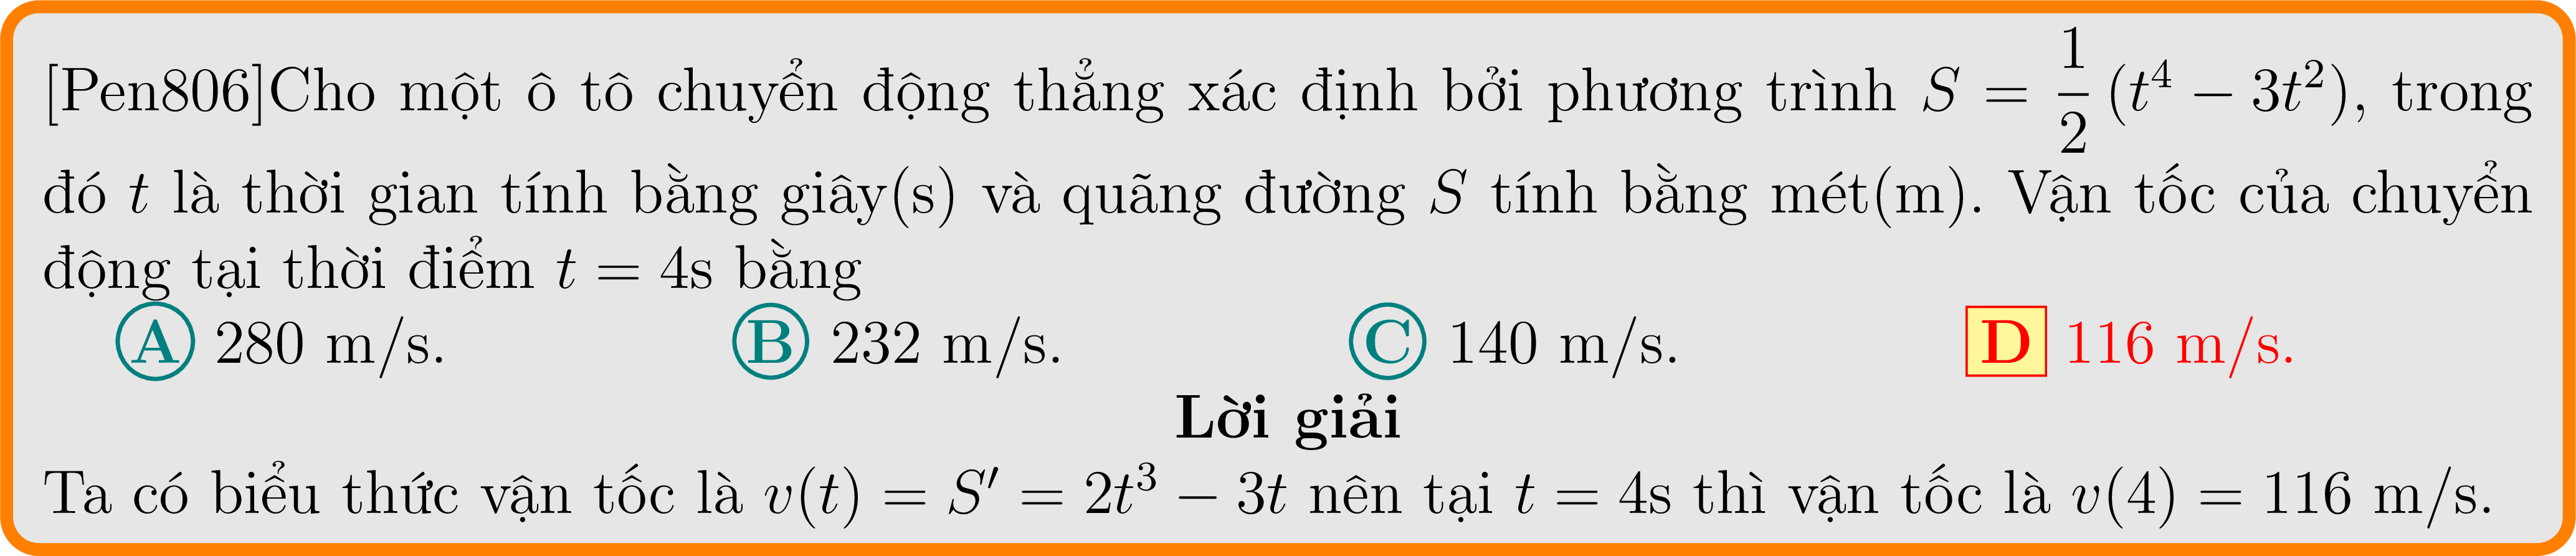 [Pen806]Cho một ô tô chuyển động thẳng xác định bởi phương trình $S = \dfrac{1}{2}(t^4 - 3t^2)$, trong
đó $t$ là thời gian tính bằng giây(s) và quãng đường $S$ tính bằng mét(m). Vận tốc của chuyển
động tại thời điểm $t = 4$s bằng
A 280 m/s. B 232 m/s. C 140 m/s. D 116 m/s.
Lời giải
Ta có biểu thức vận tốc là $v(t) = S' = 2t^3 - 3t$ nên tại $t = 4$s thì vận tốc là $v(4) = 116$ m/s.